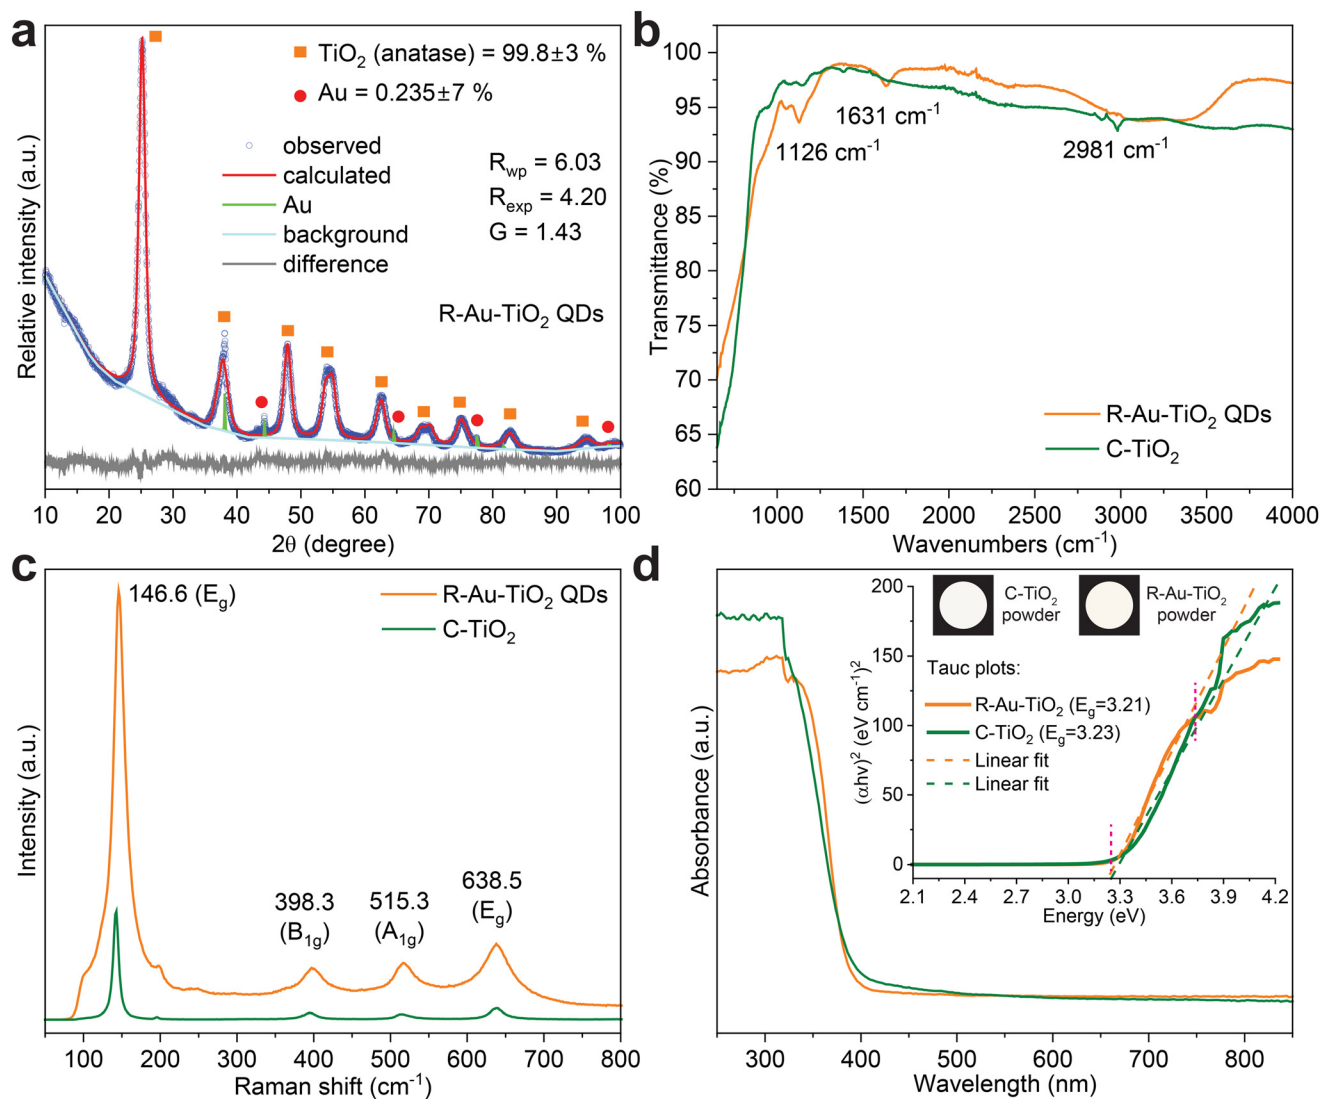 a
TiO2 (anatase) = 99.8±3 %
Au = 0.235±7 %
observed
calculated
Au
background
difference
Rwp = 6.03
Rexp = 4.20
G = 1.43
R-Au-TiO2 QDs
Relative intensity (a.u.)
10 20 30 40 50 60 70 80 90 100
2θ (degree)
b
100
95
90
85
80
75
70
65
60
1631 cm-1
1126 cm-1
2981 cm-1
Transmittance (%)
R-Au-TiO2 QDs
C-TiO2
1000 1500 2000 2500 3000 3500 4000
Wavenumbers (cm-1)
c
146.6 (Eg)
R-Au-TiO2 QDs
C-TiO2
398.3
(B1g)
515.3
(A1g)
638.5
(Eg)
Intensity (a.u.)
100 200 300 400 500 600 700 800
Raman shift (cm-1)
d
200
150
100
50
0
C-TiO2
powder
R-Au-TiO2
powder
Tauc plots:
R-Au-TiO2 (Eg=3.21)
C-TiO2 (Eg=3.23)
Linear fit
Linear fit
(αhν)2 (eV cm-1)2
2.1 2.4 2.7 3.0 3.3 3.6 3.9 4.2
Energy (eV)
Absorbance (a.u.)
300 400 500 600 700 800
Wavelength (nm)